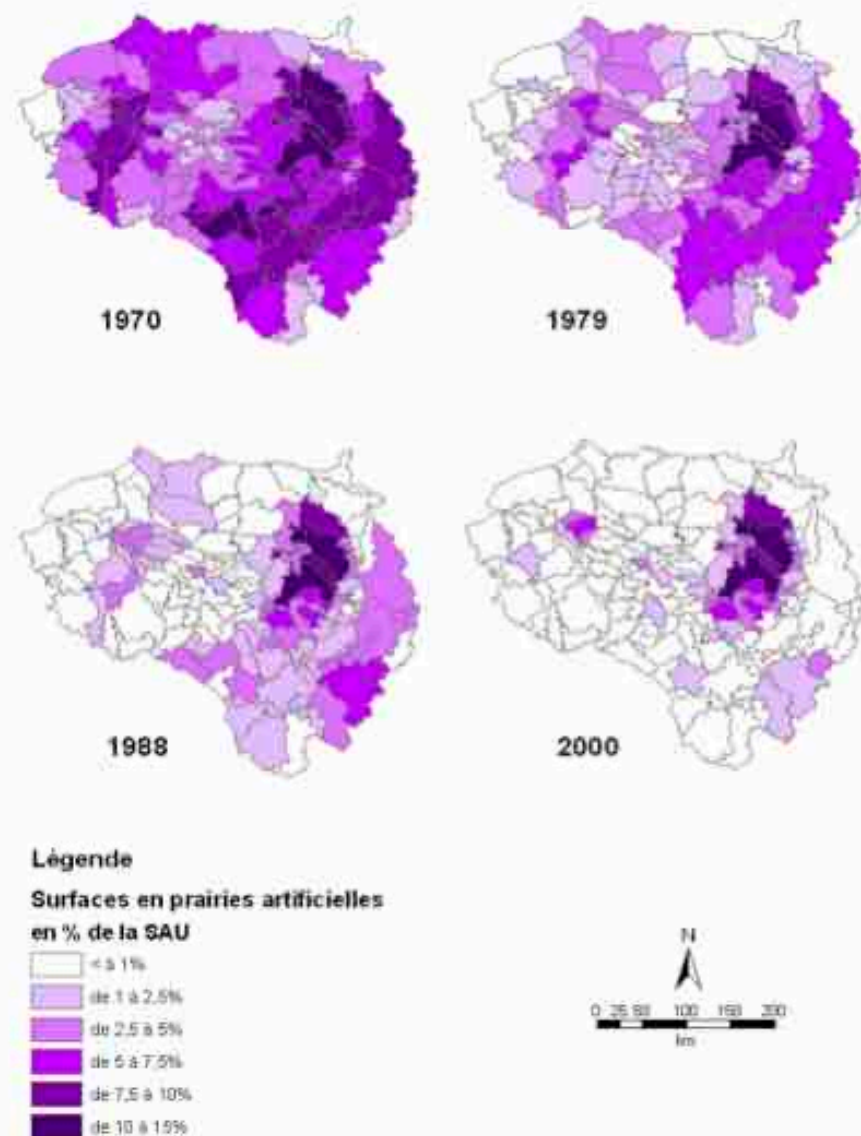 1970
1979
1988
2000
Légende
Surfaces en prairies artificielles
en % de la SAU
< à 1%
de 1 à 2,5%
de 2,5 à 5%
de 5 à 7,5%
de 7,5 à 10%
de 10 à 15%
N
0 25 50 100 150 200
km